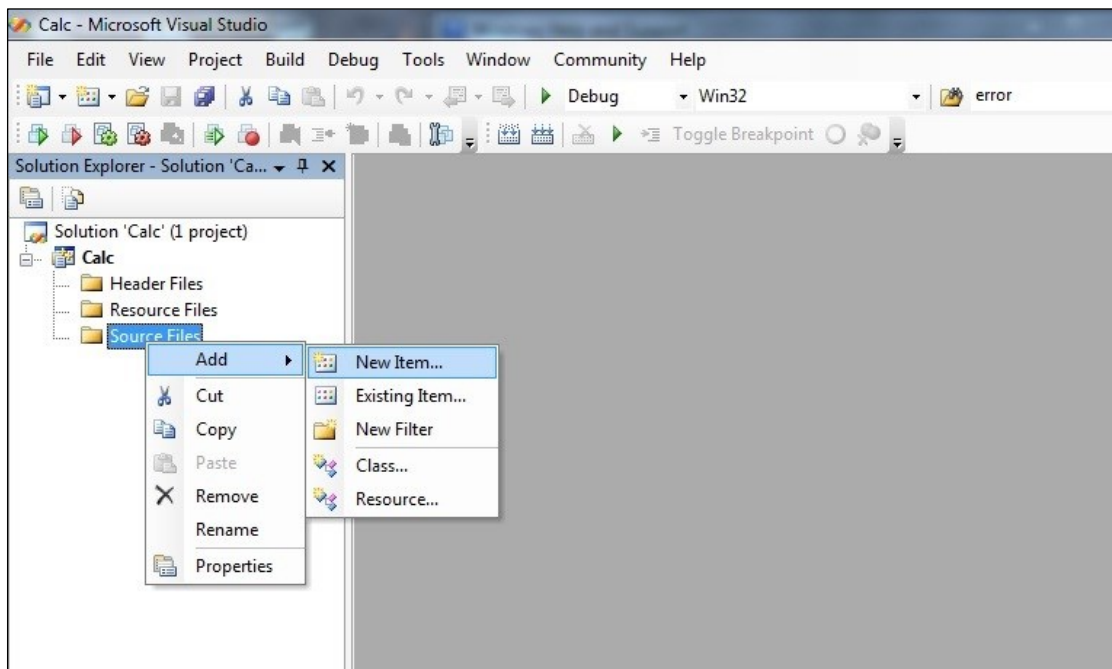 Calc - Microsoft Visual Studio
File Edit View Project Build Debug Tools Window Community Help
Debug Win32 error
Toggle Breakpoint
Solution Explorer - Solution 'Ca...
Solution 'Calc' (1 project)
Calc
Header Files
Resource Files
Source Files
Add
Cut
Copy
Paste
Remove
Rename
Properties
New Item...
Existing Item...
New Filter
Class...
Resource...